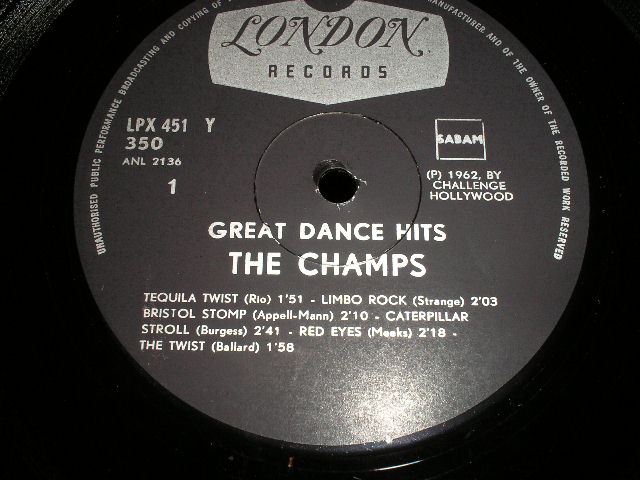 UNAUTHORISED PUBLIC PERFORMANCE BROADCASTING AND COPYING OF
MANUFACTURER AND OF THE OWNER OF THE RECORDED WORK RESERVED
LONDON
RECORDS
LPX 451 Y
350
ANL 2136
1
SABAM
(P) 1962, BY
CHALLENGE
HOLLYWOOD
GREAT DANCE HITS
THE CHAMPS
TEQUILA TWIST (Rio) 1'51 - LIMBO ROCK (Strange) 2'03
BRISTOL STOMP (Appell-Mann) 2'10 - CATERPILLAR
STROLL (Burgess) 2'41 - RED EYES (Meeks) 2'18 -
THE TWIST (Ballard) 1'58